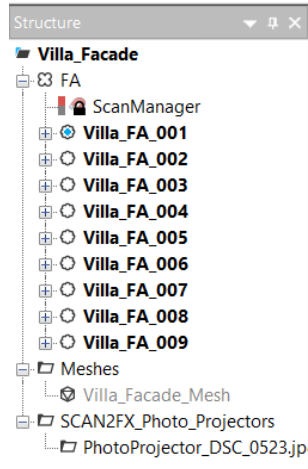 Structure
Villa_Facade
FA
ScanManager
Villa_FA_001
Villa_FA_002
Villa_FA_003
Villa_FA_004
Villa_FA_005
Villa_FA_006
Villa_FA_007
Villa_FA_008
Villa_FA_009
Meshes
Villa_Facade_Mesh
SCAN2FX_Photo_Projectors
PhotoProjector_DSC_0523.jp